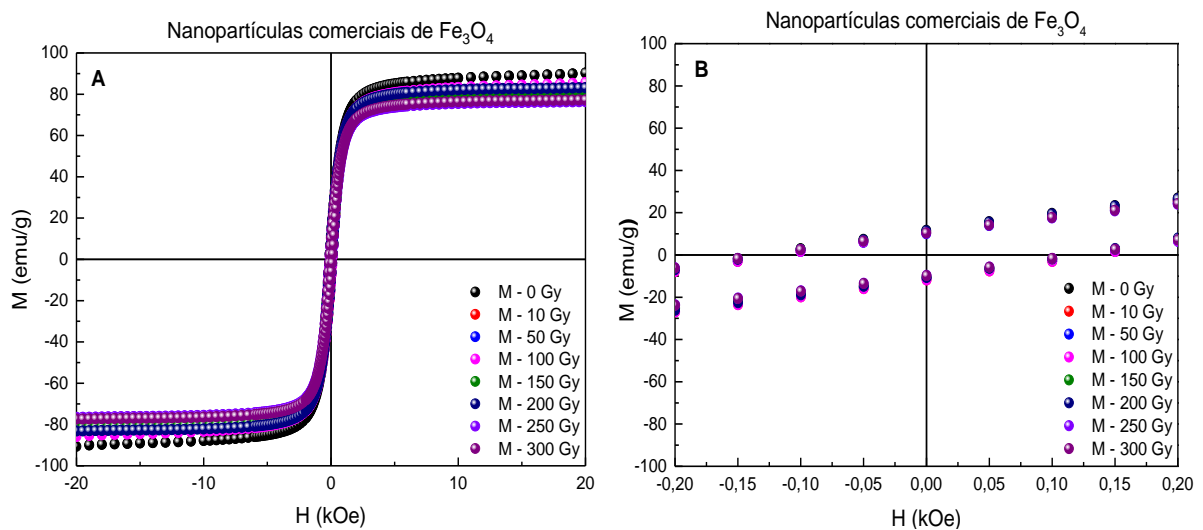 Nanopartículas comerciais de Fe₃O₄
A
M (emu/g)
100
80
60
40
20
0
-20
-40
-60
-80
-100
M - 0 Gy
M - 10 Gy
M - 50 Gy
M - 100 Gy
M - 150 Gy
M - 200 Gy
M - 250 Gy
M - 300 Gy
-20 -10 0 10 20
H (kOe)
Nanopartículas comerciais de Fe₃O₄
B
M (emu/g)
100
80
60
40
20
0
-20
-40
-60
-80
-100
M - 0 Gy
M - 10 Gy
M - 50 Gy
M - 100 Gy
M - 150 Gy
M - 200 Gy
M - 250 Gy
M - 300 Gy
-0,20 -0,15 -0,10 -0,05 0,00 0,05 0,10 0,15 0,20
H (kOe)